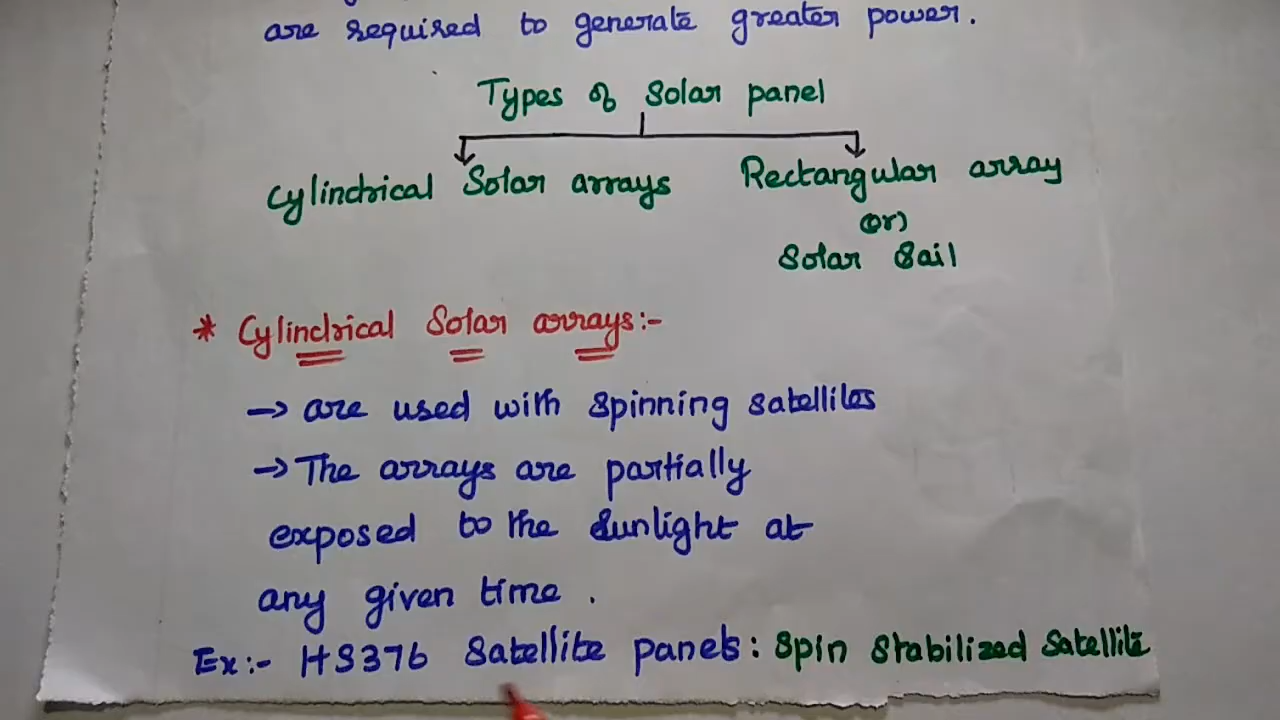 are required to generate greater power.
Types of Solar panel
Cylindrical Solar arrays
Rectangular array
(or)
Solar Sail
* Cylindrical Solar arrays:-
→ are used with spinning satellites
→ The arrays are partially
exposed to the Sunlight at
any given time.
Ex:- HS376 Satellite panels: Spin Stabilized Satellite